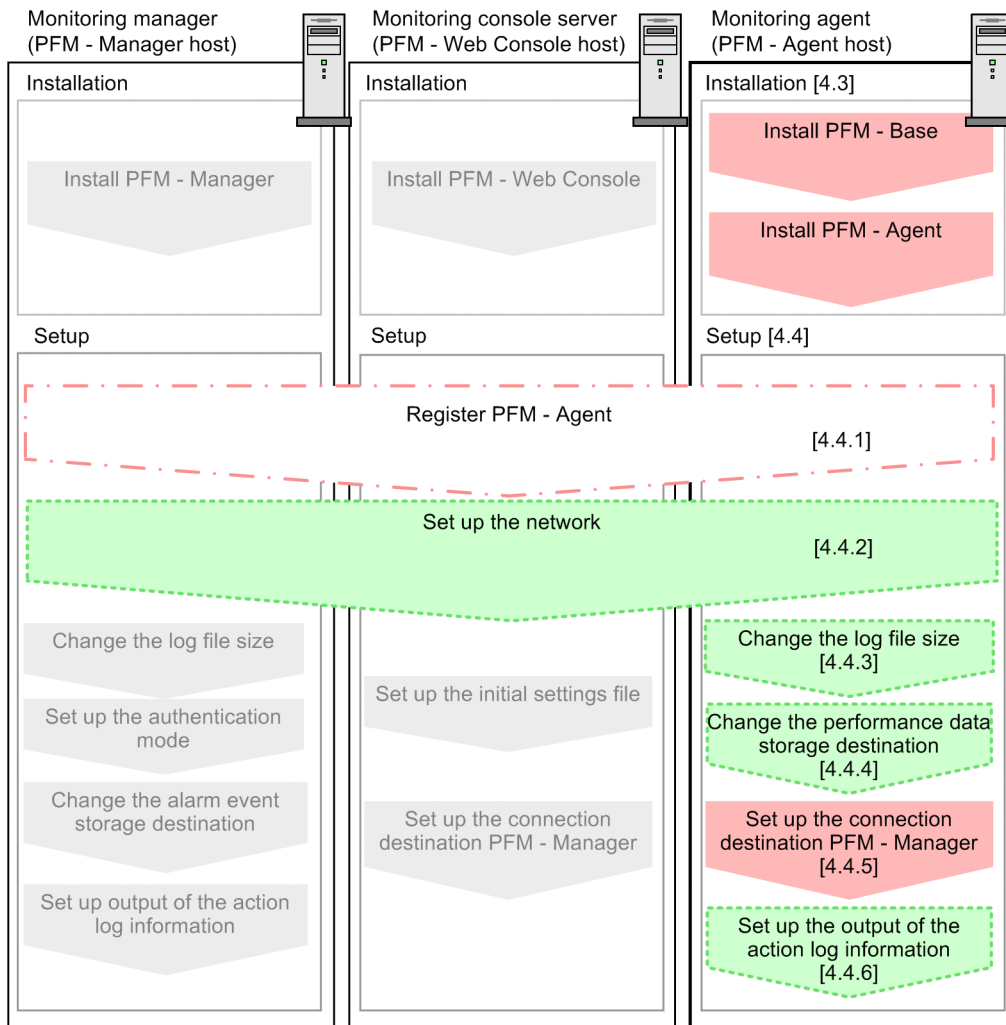 Monitoring manager
(PFM - Manager host)
Monitoring console server
(PFM - Web Console host)
Monitoring agent
(PFM - Agent host)
Installation
Installation
Installation [4.3]
Install PFM - Manager
Install PFM - Web Console
Install PFM - Base
Install PFM - Agent
Setup
Setup
Setup [4.4]
Register PFM - Agent
[4.4.1]
Set up the network
[4.4.2]
Change the log file size
Set up the authentication
mode
Change the alarm event
storage destination
Set up output of the action
log information
Set up the initial settings file
Set up the connection
destination PFM - Manager
Change the log file size
[4.4.3]
Change the performance data
storage destination
[4.4.4]
Set up the connection
destination PFM - Manager
[4.4.5]
Set up the output of the
action log information
[4.4.6]